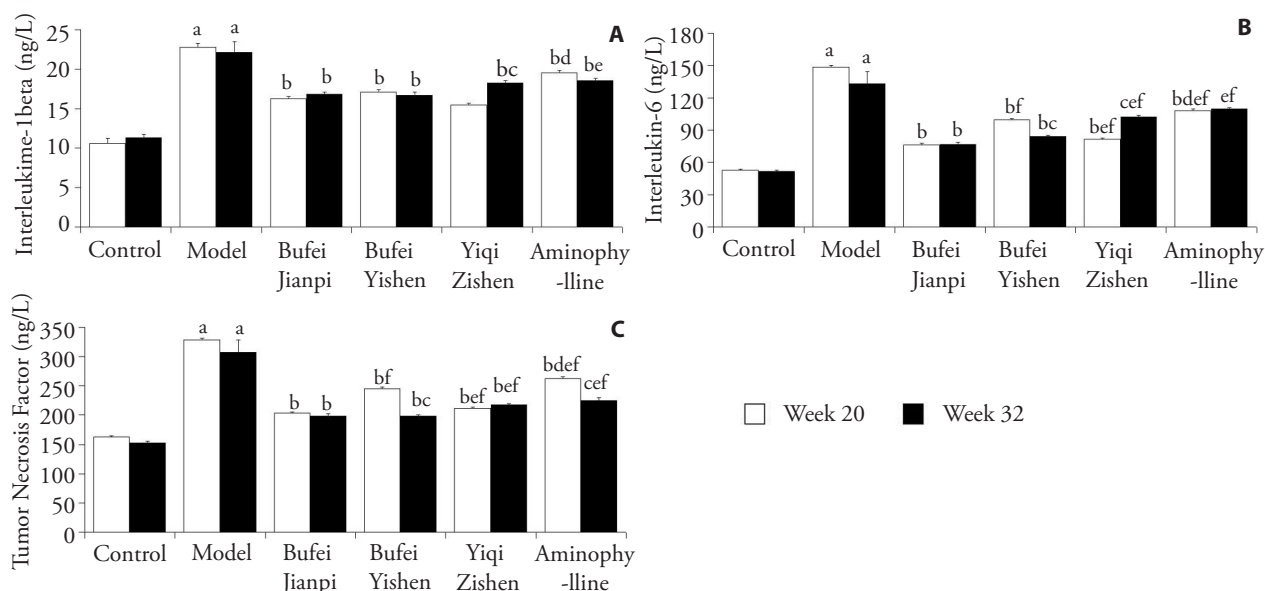 Interleukime-1beta (ng/L)
25
20
15
10
5
0
A
a a
b b
b b
bc
bd be
Control Model Bufei Bufei Yiqi Aminophy
Jianpi Yishen Zishen -lline
Interleukin-6 (ng/L)
180
150
120
90
60
30
0
B
a a
b b
bf bc
bef cef
bdef ef
Control Model Bufei Bufei Yiqi Aminophy
Jianpi Yishen Zishen -lline
Tumor Necrosis Factor (ng/L)
350
300
250
200
150
100
50
0
C
a a
b b
bf bc
bef bef
bdef cef
Control Model Bufei Bufei Yiqi Aminophy
Jianpi Yishen Zishen -lline
Week 20 Week 32